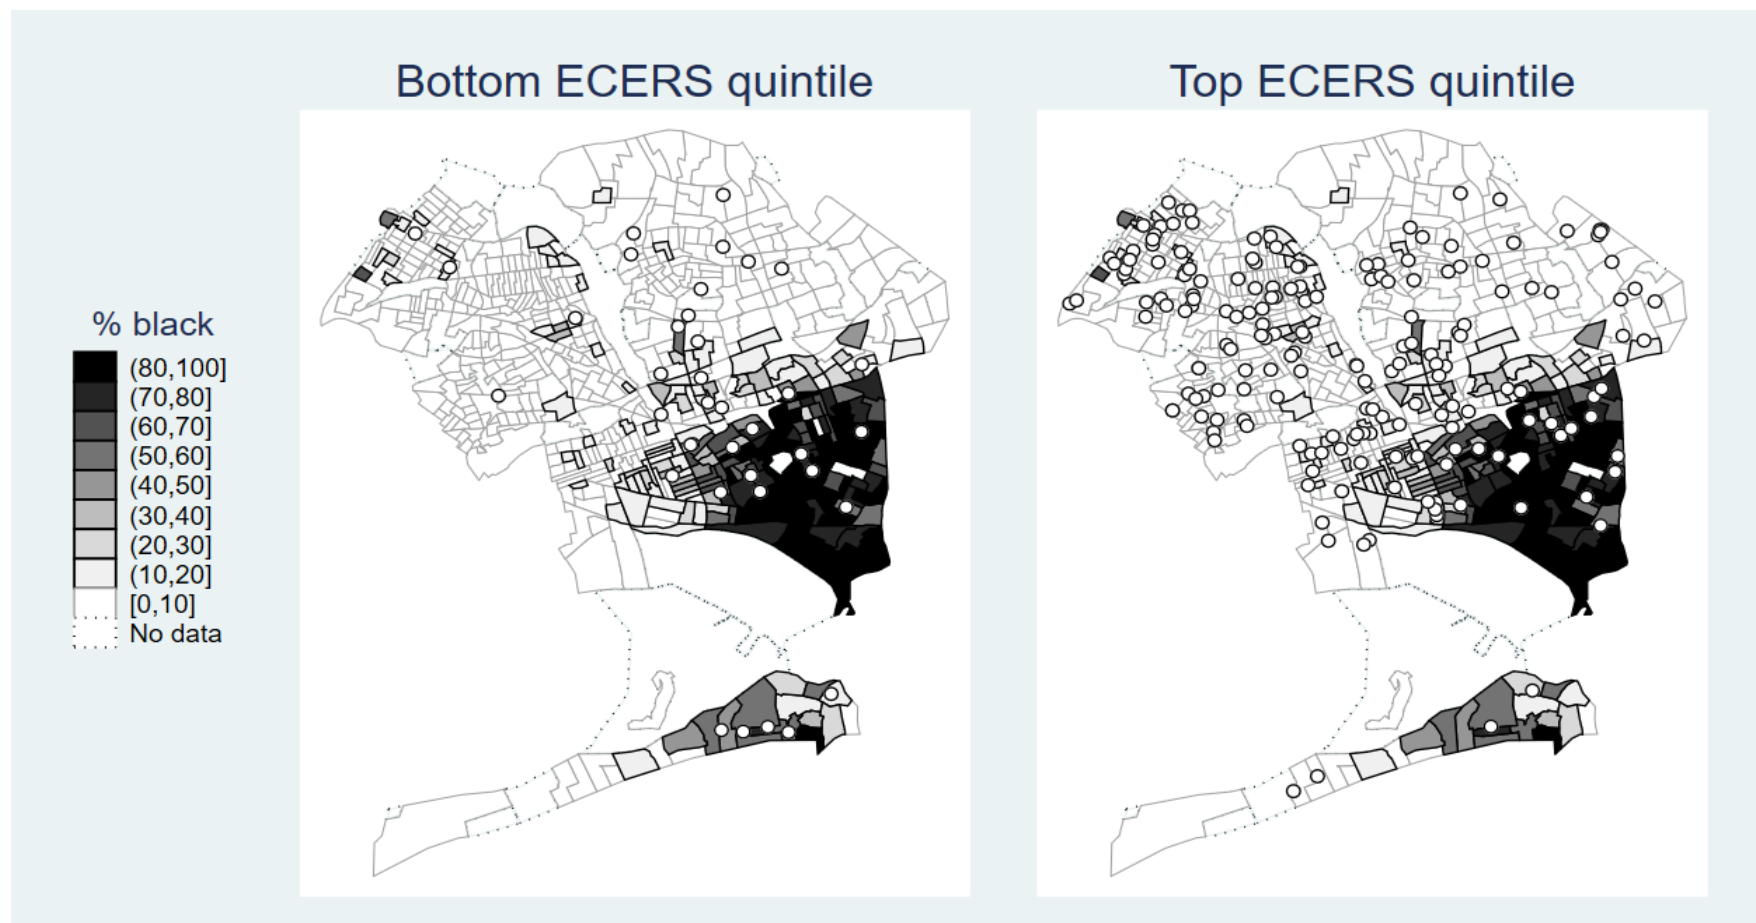 Bottom ECERS quintile
Top ECERS quintile
% black
(80,100]
(70,80]
(60,70]
(50,60]
(40,50]
(30,40]
(20,30]
(10,20]
[0,10]
No data